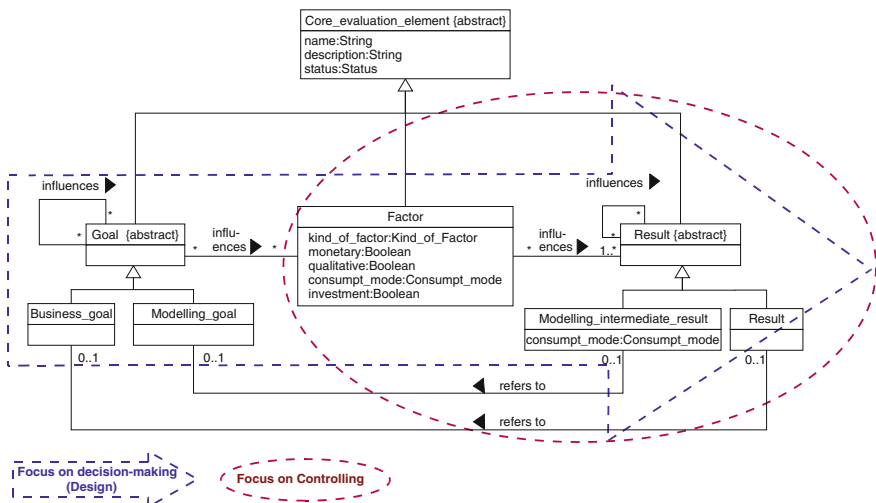 Core_evaluation_element {abstract}
name:String
description:String
status:Status
influences
*
*
Goal {abstract}
*
influ-
ences
*
Factor
kind_of_factor:Kind_of_Factor
monetary:Boolean
qualitative:Boolean
consumpt_mode:Consumpt_mode
investment:Boolean
*
influ-
ences
1..*
influences
*
*
Result {abstract}
Business_goal
Modelling_goal
Modelling_intermediate_result
consumpt_mode:Consumpt_mode
Result
0..1
0..1
0..1
0..1
refers to
refers to
Focus on decision-making
(Design)
Focus on Controlling